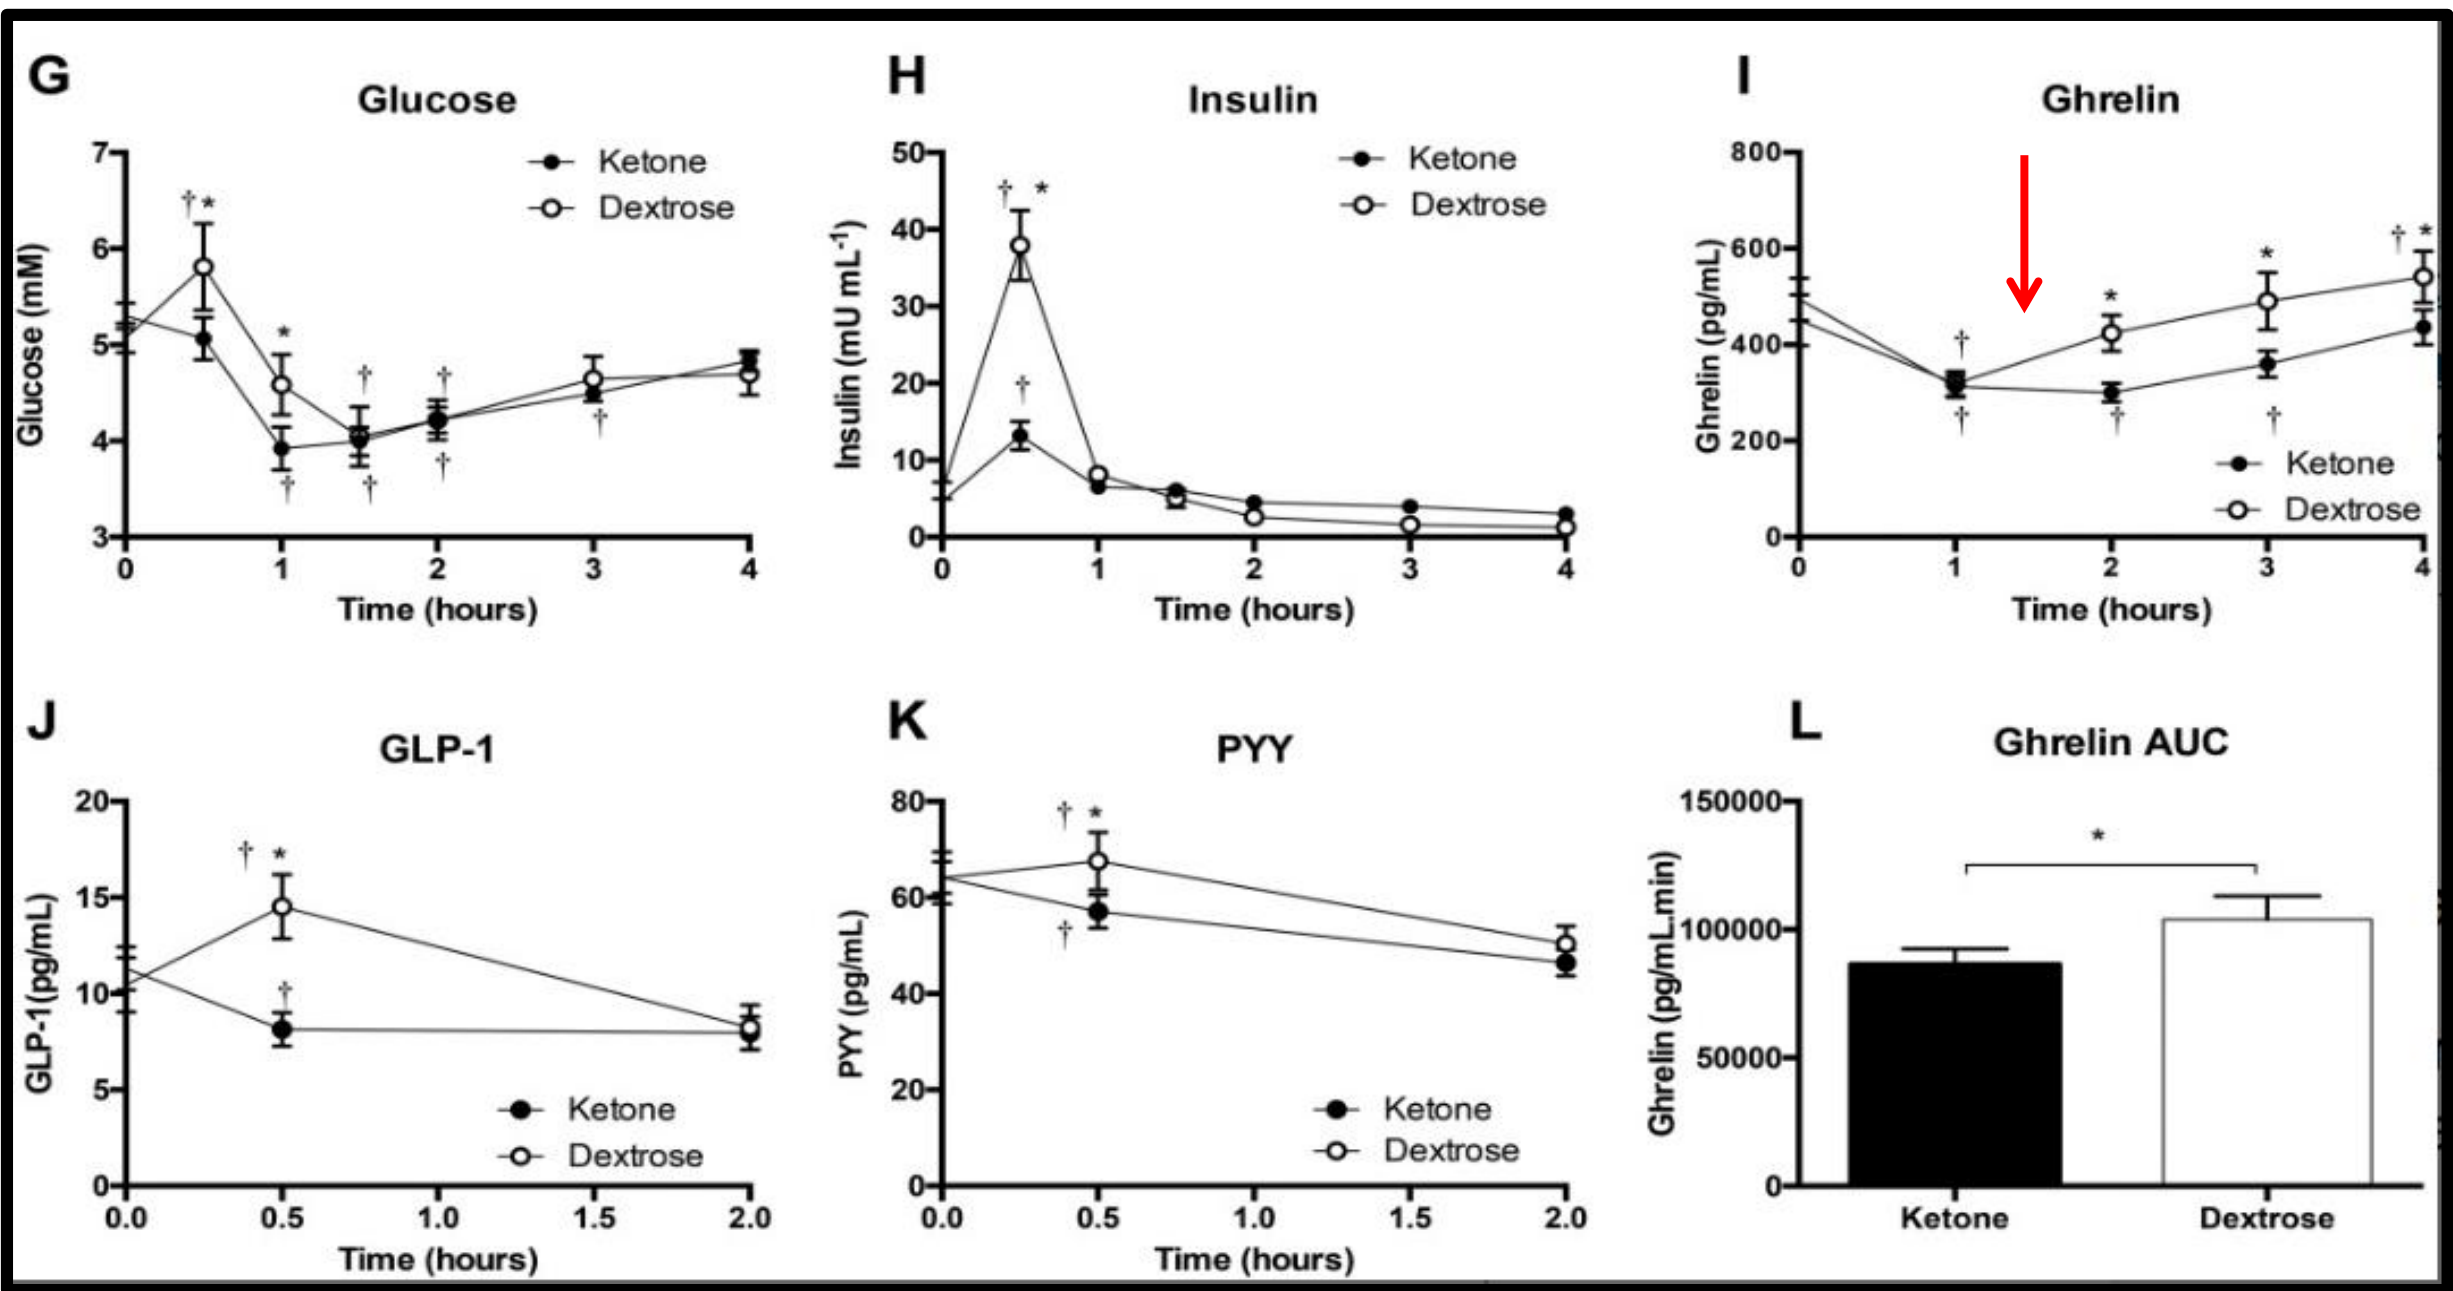 G
Glucose
Ketone
Dextrose
† *
*
†
†
†
†
†
†
Glucose (mM)
7
6
5
4
3
0 1 2 3 4
Time (hours)
H
Insulin
Ketone
Dextrose
† *
†
Insulin (mU mL-1)
50
40
30
20
10
0
0 1 2 3 4
Time (hours)
I
Ghrelin
† *
*
*
†
†
†
†
Ghrelin (pg/mL)
800
600
400
200
0
Ketone
Dextrose
0 1 2 3 4
Time (hours)
J
GLP-1
† *
†
GLP-1(pg/mL)
20
15
10
5
0
Ketone
Dextrose
0.0 0.5 1.0 1.5 2.0
Time (hours)
K
PYY
† *
†
PYY (pg/mL)
80
60
40
20
0
Ketone
Dextrose
0.0 0.5 1.0 1.5 2.0
Time (hours)
L
Ghrelin AUC
*
Ghrelin (pg/mL.min)
150000
100000
50000
0
Ketone Dextrose